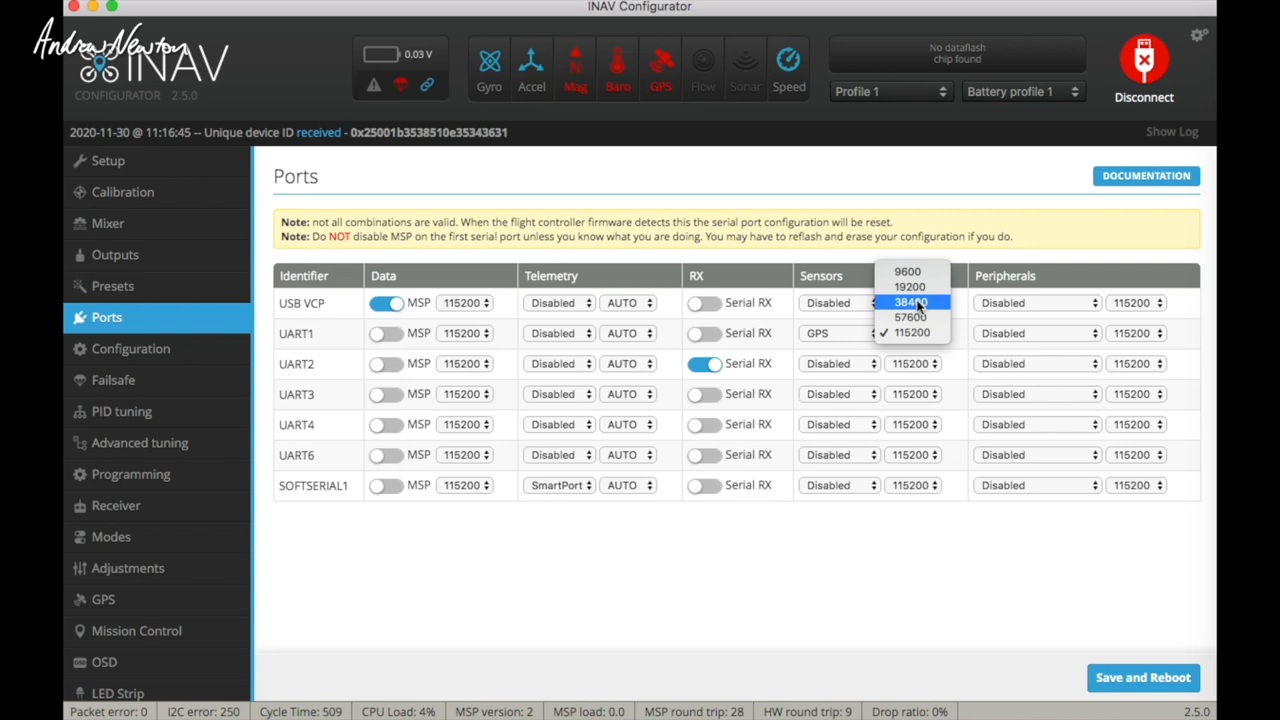 INAV Configurator
Andrew Newton
INAV
CONFIGURATOR 2.5.0
0.03 V
Gyro Accel Mag Baro GPS Flow Sonar Speed
No dataflash
chip found
Profile 1 Battery profile 1
Disconnect
2020-11-30 @ 11:16:45 -- Unique device ID received - 0x25001b3538510e35343631
Show Log
Setup
Calibration
Mixer
Outputs
Presets
Ports
Configuration
Failsafe
PID tuning
Advanced tuning
Programming
Receiver
Modes
Adjustments
GPS
Mission Control
OSD
LED Strip
Ports
DOCUMENTATION
Note: not all combinations are valid. When the flight controller firmware detects this the serial port configuration will be reset.
Note: Do NOT disable MSP on the first serial port unless you know what you are doing. You may have to reflash and erase your configuration if you do.
Identifier Data Telemetry RX Sensors Peripherals
USB VCP MSP 115200 Disabled AUTO Serial RX Disabled Disabled 115200
UART1 MSP 115200 Disabled AUTO Serial RX GPS Disabled 115200
UART2 MSP 115200 Disabled AUTO Serial RX Disabled 115200 Disabled 115200
UART3 MSP 115200 Disabled AUTO Serial RX Disabled 115200 Disabled 115200
UART4 MSP 115200 Disabled AUTO Serial RX Disabled 115200 Disabled 115200
UART6 MSP 115200 Disabled AUTO Serial RX Disabled 115200 Disabled 115200
SOFTSERIAL1 MSP 115200 SmartPort AUTO Serial RX Disabled 115200 Disabled 115200
9600
19200
38400
57600
115200
Save and Reboot
Packet error: 0 I2C error: 250 Cycle Time: 509 CPU Load: 4% MSP version: 2 MSP load: 0.0 MSP round trip: 28 HW round trip: 9 Drop ratio: 0% 2.5.0